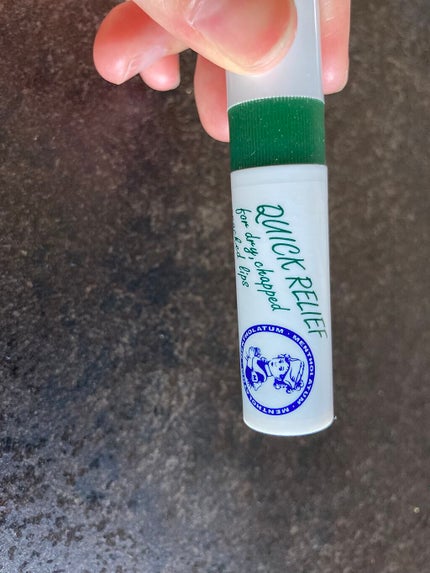 QUICK RELIEF
for dry, chapped
lips
MENTHOLATUM · MENTHOLATUM